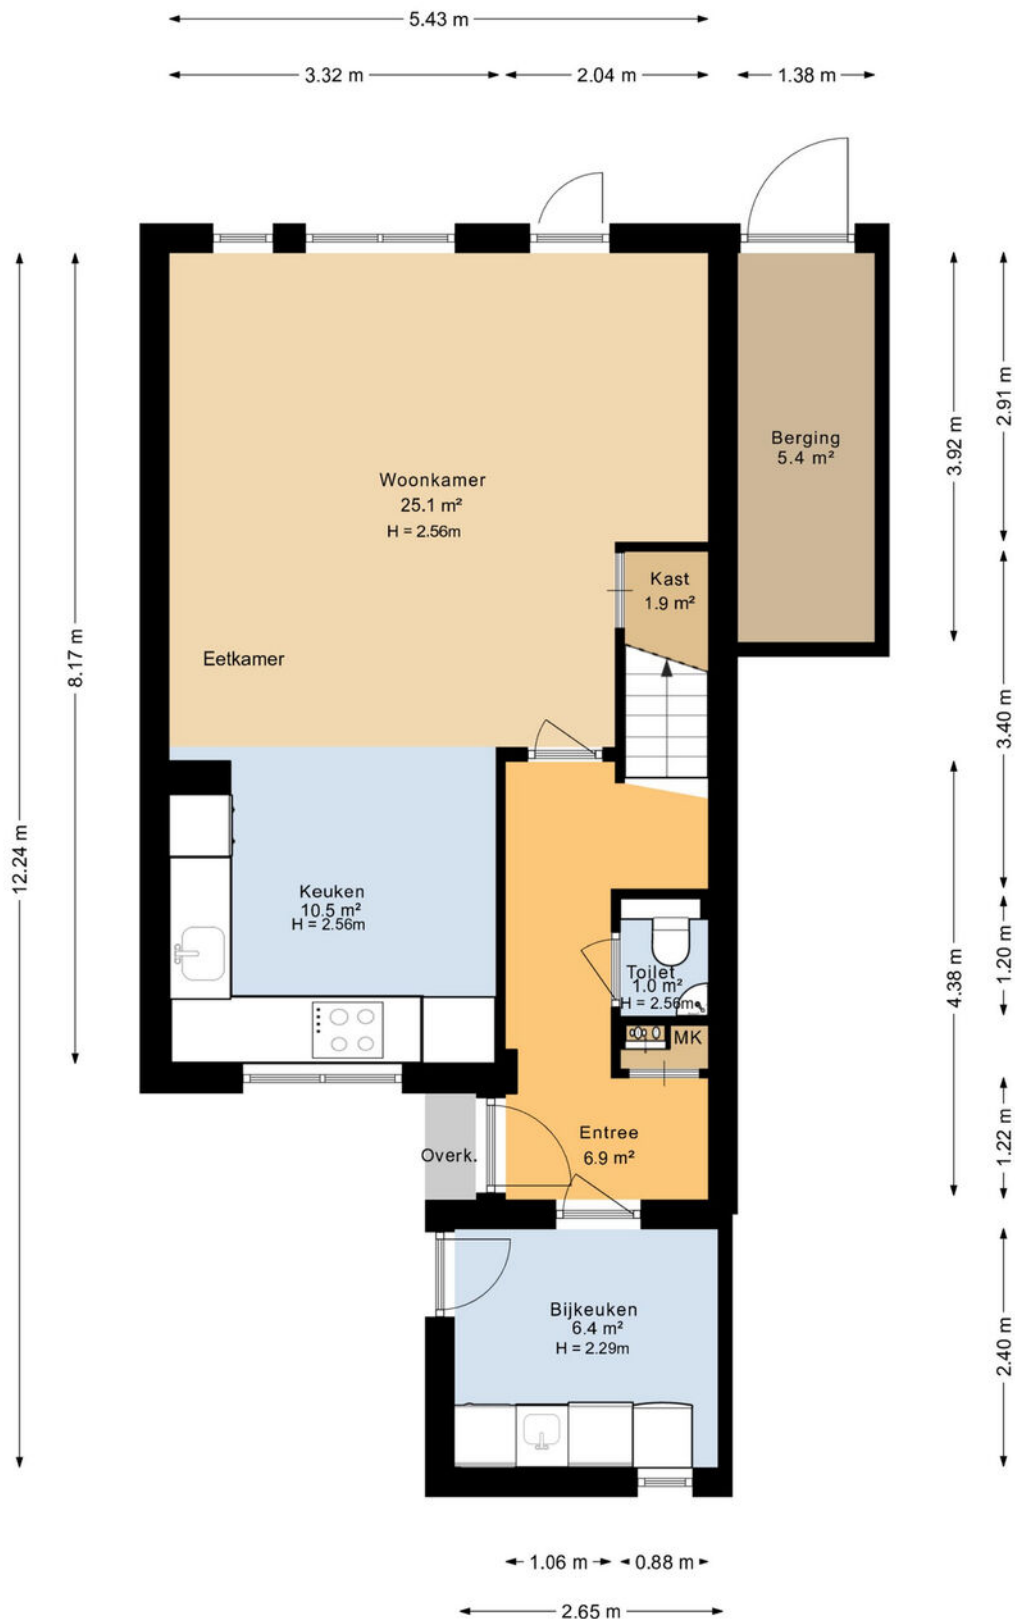 5.43 m
3.32 m
2.04 m
1.38 m
12.24 m
8.17 m
3.92 m
2.91 m
3.40 m
4.38 m
1.20 m
1.22 m
2.40 m
Woonkamer
25.1 m²
H = 2.56m
Berging
5.4 m²
Kast
1.9 m²
Eetkamer
Keuken
10.5 m²
H = 2.56m
Toilet
1.0 m²
H = 2.56m
MK
Entree
6.9 m²
Overk.
Bijkeuken
6.4 m²
H = 2.29m
1.06 m
0.88 m
2.65 m